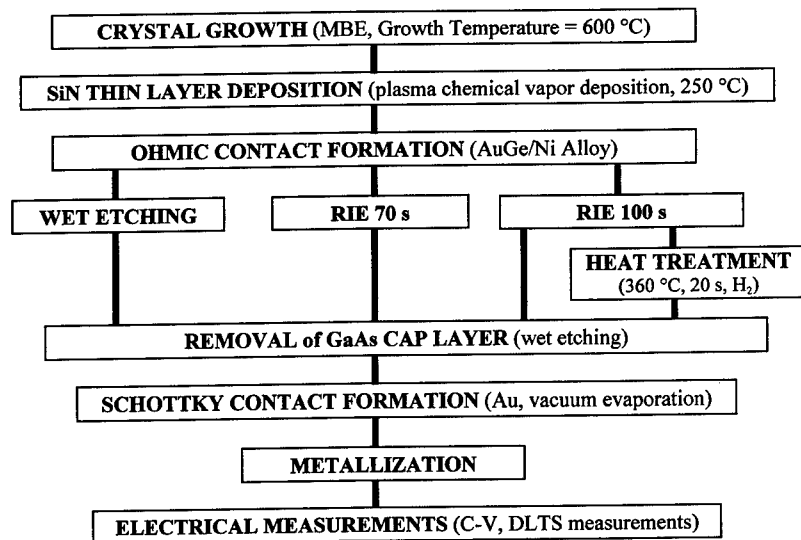 CRYSTAL GROWTH (MBE, Growth Temperature = 600 °C)
SiN THIN LAYER DEPOSITION (plasma chemical vapor deposition, 250 °C)
OHMIC CONTACT FORMATION (AuGe/Ni Alloy)
WET ETCHING
RIE 70 s
RIE 100 s
HEAT TREATMENT
(360 °C, 20 s, H₂)
REMOVAL of GaAs CAP LAYER (wet etching)
SCHOTTKY CONTACT FORMATION (Au, vacuum evaporation)
METALLIZATION
ELECTRICAL MEASUREMENTS (C-V, DLTS measurements)